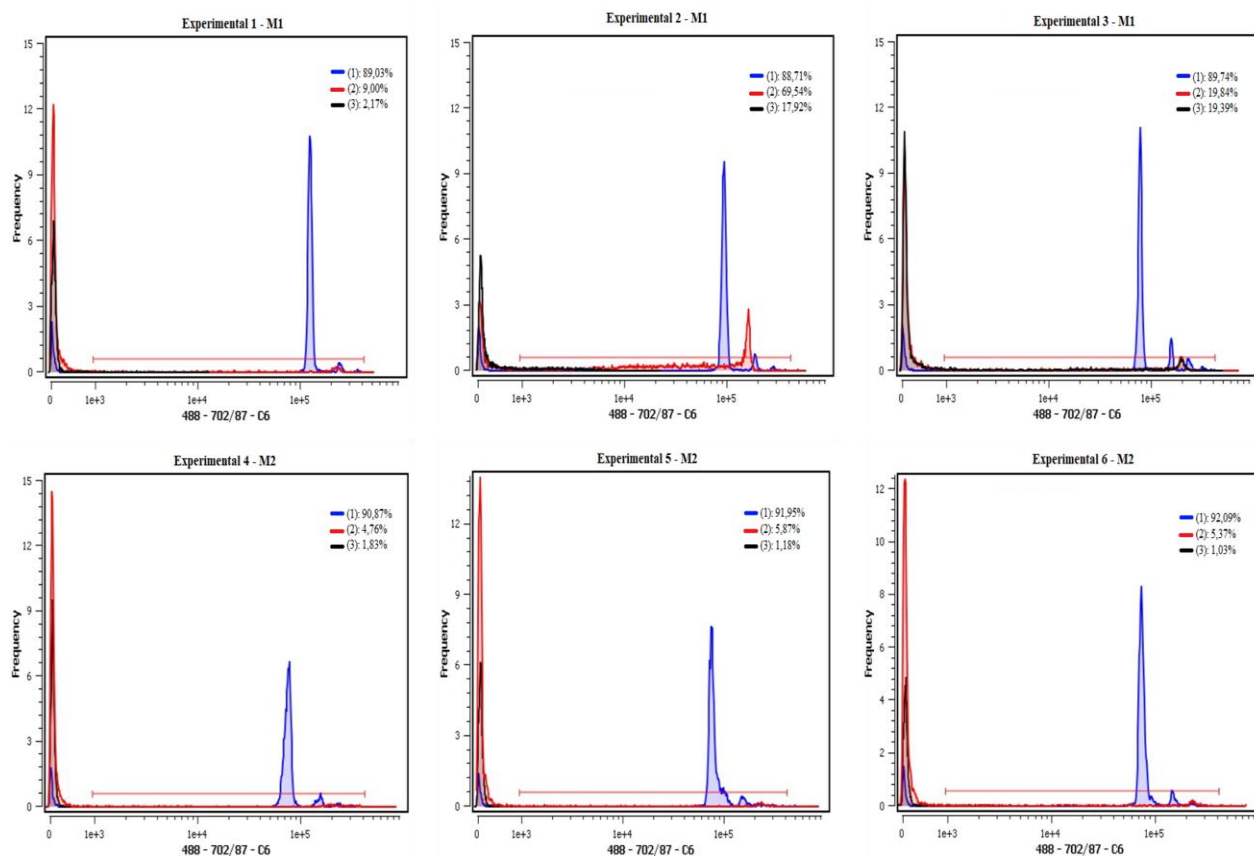 Experimental 1 - M1
15
12
9
6
3
0
Frequency
(1): 89,03%
(2): 9,00%
(3): 2,17%
0 1e+3 1e+4 1e+5
488 - 702/87 - C6
Experimental 2 - M1
15
12
9
6
3
0
Frequency
(1): 88,71%
(2): 69,54%
(3): 17,92%
0 1e+3 1e+4 1e+5
488 - 702/87 - C6
Experimental 3 - M1
15
12
9
6
3
0
Frequency
(1): 89,74%
(2): 19,84%
(3): 19,39%
0 1e+3 1e+4 1e+5
488 - 702/87 - C6
Experimental 4 - M2
15
12
9
6
3
0
Frequency
(1): 90,87%
(2): 4,76%
(3): 1,83%
0 1e+3 1e+4 1e+5
488 - 702/87 - C6
Experimental 5 - M2
12
9
6
3
0
Frequency
(1): 91,95%
(2): 5,87%
(3): 1,18%
0 1e+3 1e+4 1e+5
488 - 702/87 - C6
Experimental 6 - M2
12
10
8
6
4
2
0
Frequency
(1): 92,09%
(2): 5,37%
(3): 1,03%
0 1e+3 1e+4 1e+5
488 - 702/87 - C6